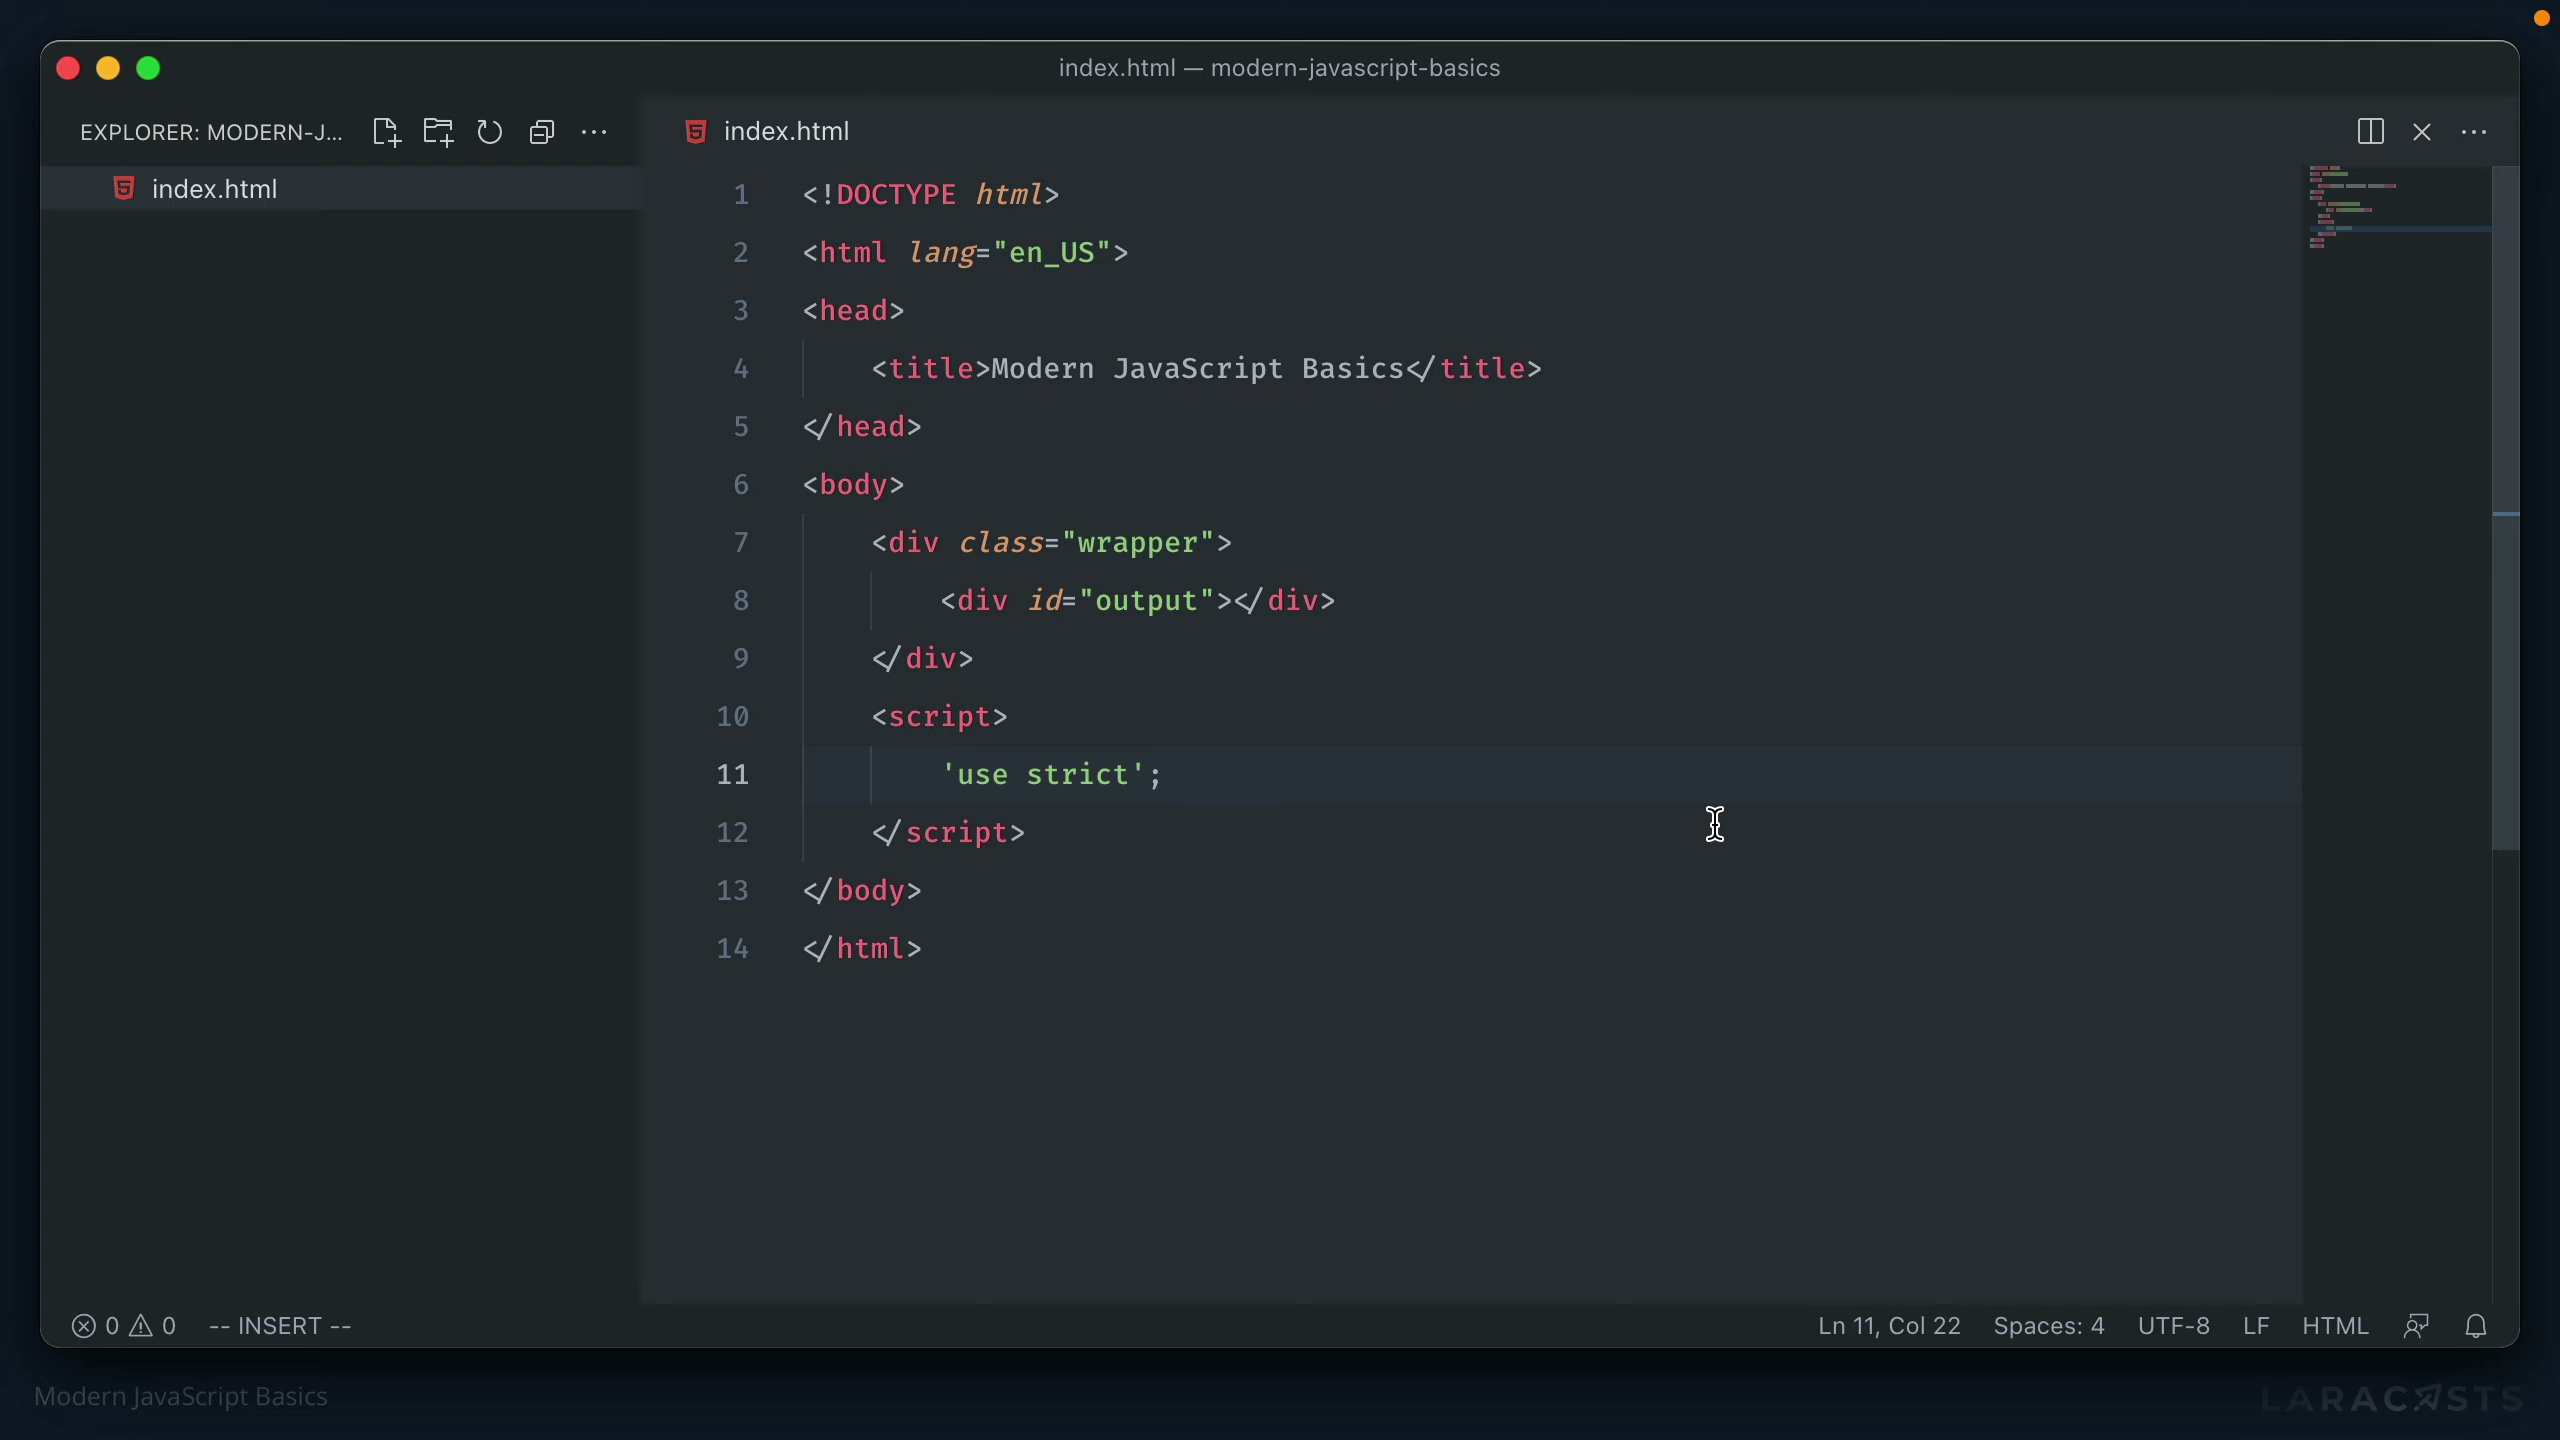 index.html — modern-javascript-basics
EXPLORER: MODERN-J...
index.html
index.html
1 <!DOCTYPE html>
2 <html lang="en_US">
3 <head>
4     <title>Modern JavaScript Basics</title>
5 </head>
6 <body>
7     <div class="wrapper">
8         <div id="output"></div>
9     </div>
10     <script>
11         'use strict';
12     </script>
13 </body>
14 </html>
0 0 -- INSERT --
Ln 11, Col 22 Spaces: 4 UTF-8 LF HTML
Modern JavaScript Basics
LARACASTS